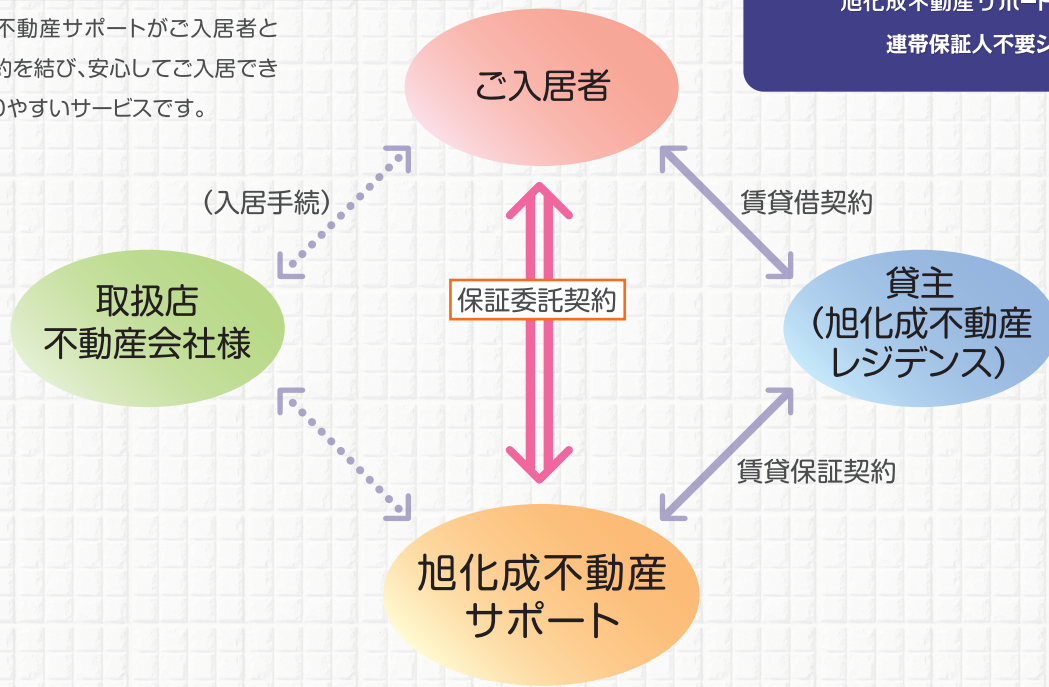 不動産サポートがご入居者と
約を結び、安心してご入居でき
りやすいサービスです。
旭化成不動産サポート
連帯保証人不要シ
ご入居者
(入居手続)
賃貸借契約
取扱店
不動産会社様
保証委託契約
貸主
(旭化成不動産
レジデンス)
賃貸保証契約
旭化成不動産
サポート